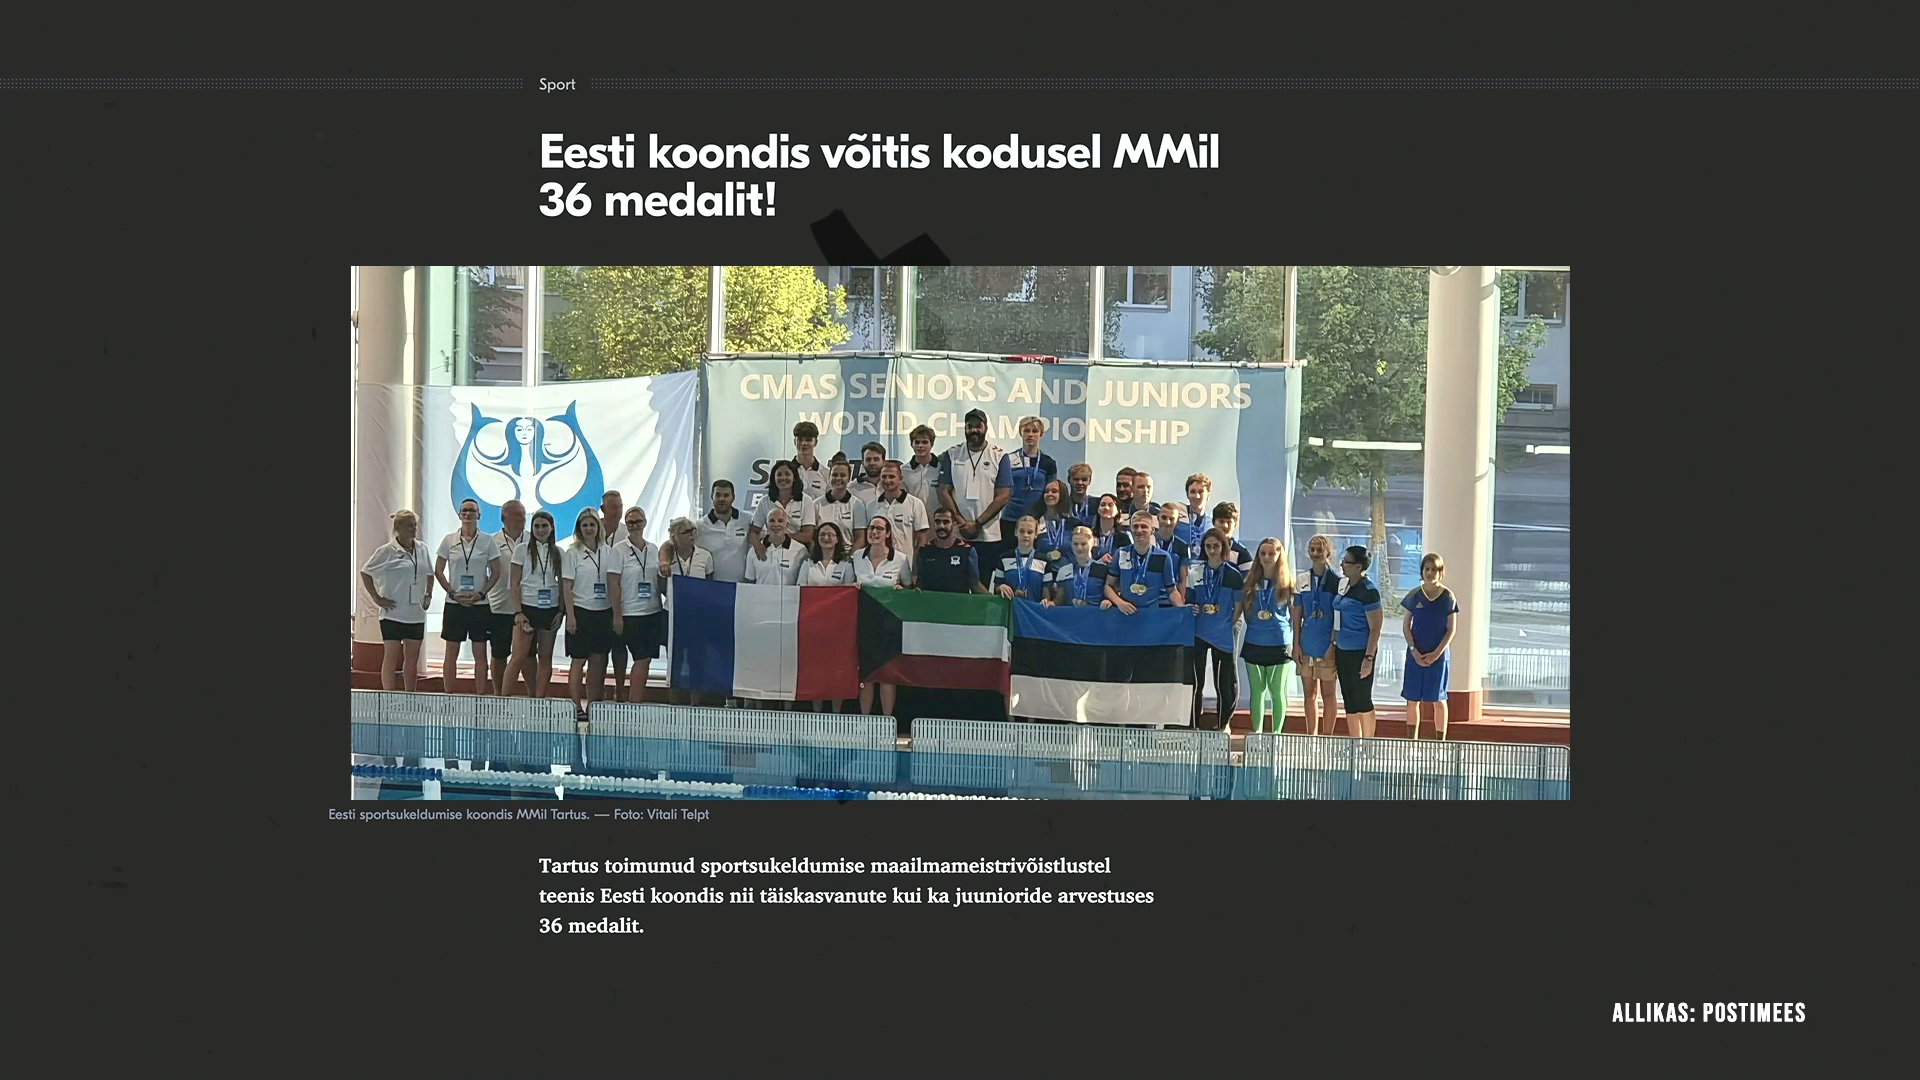 Sport
Eesti koondis võitis kodusel MMil
36 medalit!
CMAS SENIORS AND JUNIORS
WORLD CHAMPIONSHIP
Eesti sportsukeldumise koondis MMil Tartus. — Foto: Vitali Telpt
Tartus toimunud sportsukeldumise maailmameistrivõistlustel
teenis Eesti koondis nii täiskasvanute kui ka juunioride arvestuses
36 medalit.
ALLIKAS: POSTIMEES